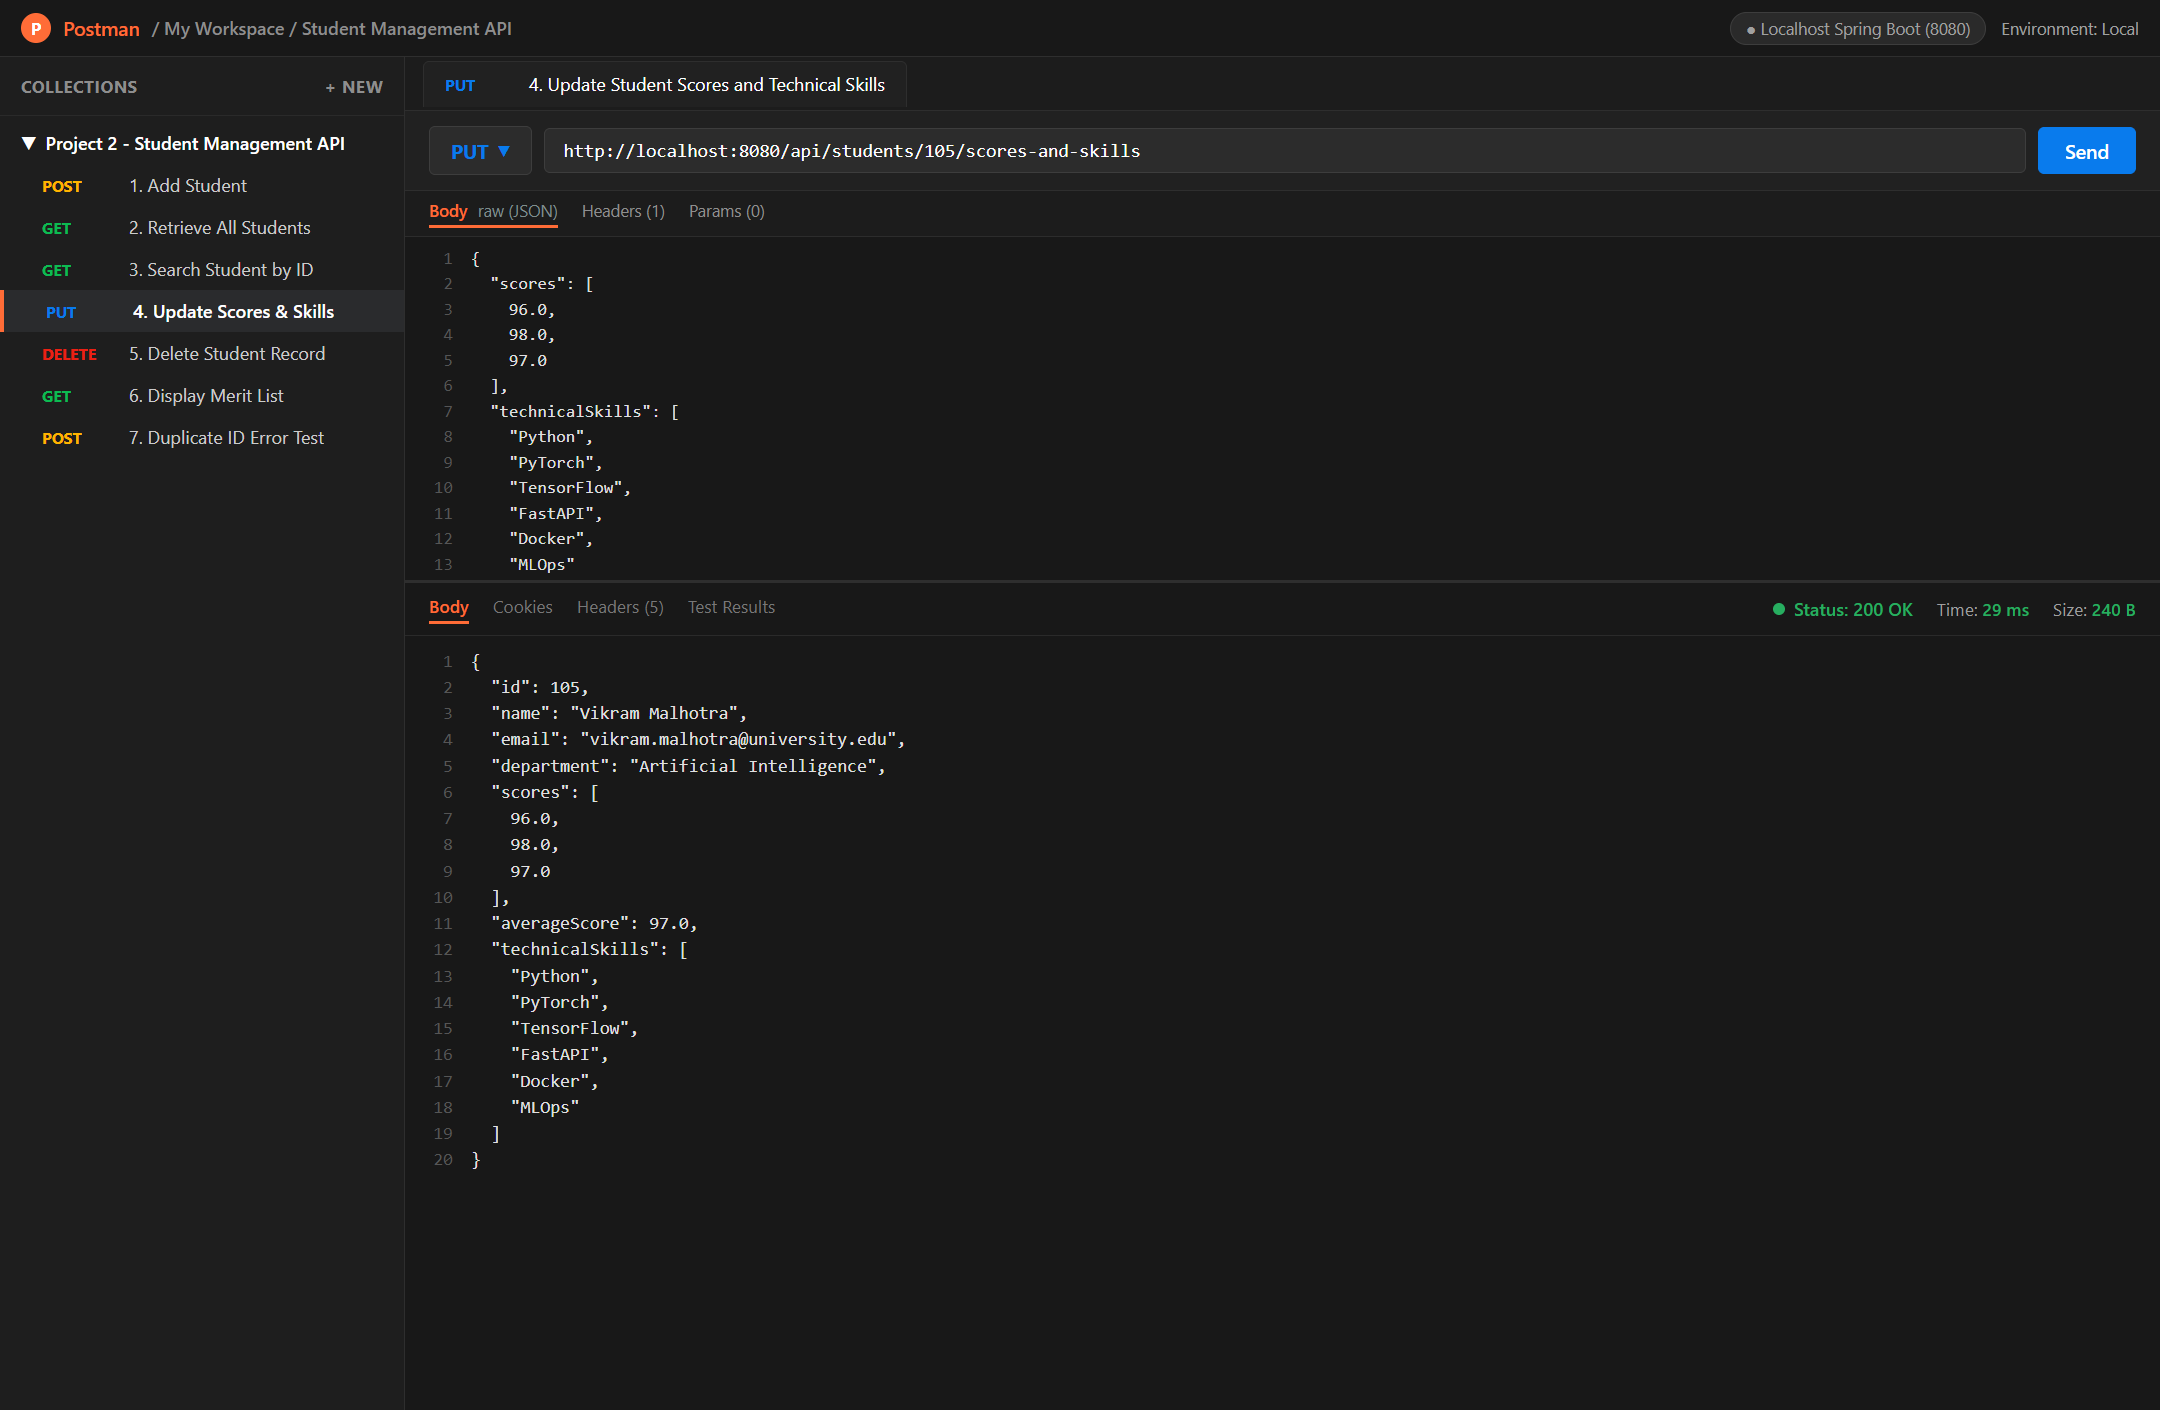 P Postman / My Workspace / Student Management API
● Localhost Spring Boot (8080) Environment: Local
COLLECTIONS + NEW
▼ Project 2 - Student Management API
POST 1. Add Student
GET 2. Retrieve All Students
GET 3. Search Student by ID
PUT 4. Update Scores & Skills
DELETE 5. Delete Student Record
GET 6. Display Merit List
POST 7. Duplicate ID Error Test
PUT 4. Update Student Scores and Technical Skills
PUT ▼ http://localhost:8080/api/students/105/scores-and-skills Send
Body raw (JSON) Headers (1) Params (0)
1 {
2 "scores": [
3 96.0,
4 98.0,
5 97.0
6 ],
7 "technicalSkills": [
8 "Python",
9 "PyTorch",
10 "TensorFlow",
11 "FastAPI",
12 "Docker",
13 "MLOps"
Body Cookies Headers (5) Test Results
Status: 200 OK Time: 29 ms Size: 240 B
1 {
2 "id": 105,
3 "name": "Vikram Malhotra",
4 "email": "vikram.malhotra@university.edu",
5 "department": "Artificial Intelligence",
6 "scores": [
7 96.0,
8 98.0,
9 97.0
10 ],
11 "averageScore": 97.0,
12 "technicalSkills": [
13 "Python",
14 "PyTorch",
15 "TensorFlow",
16 "FastAPI",
17 "Docker",
18 "MLOps"
19 ]
20 }